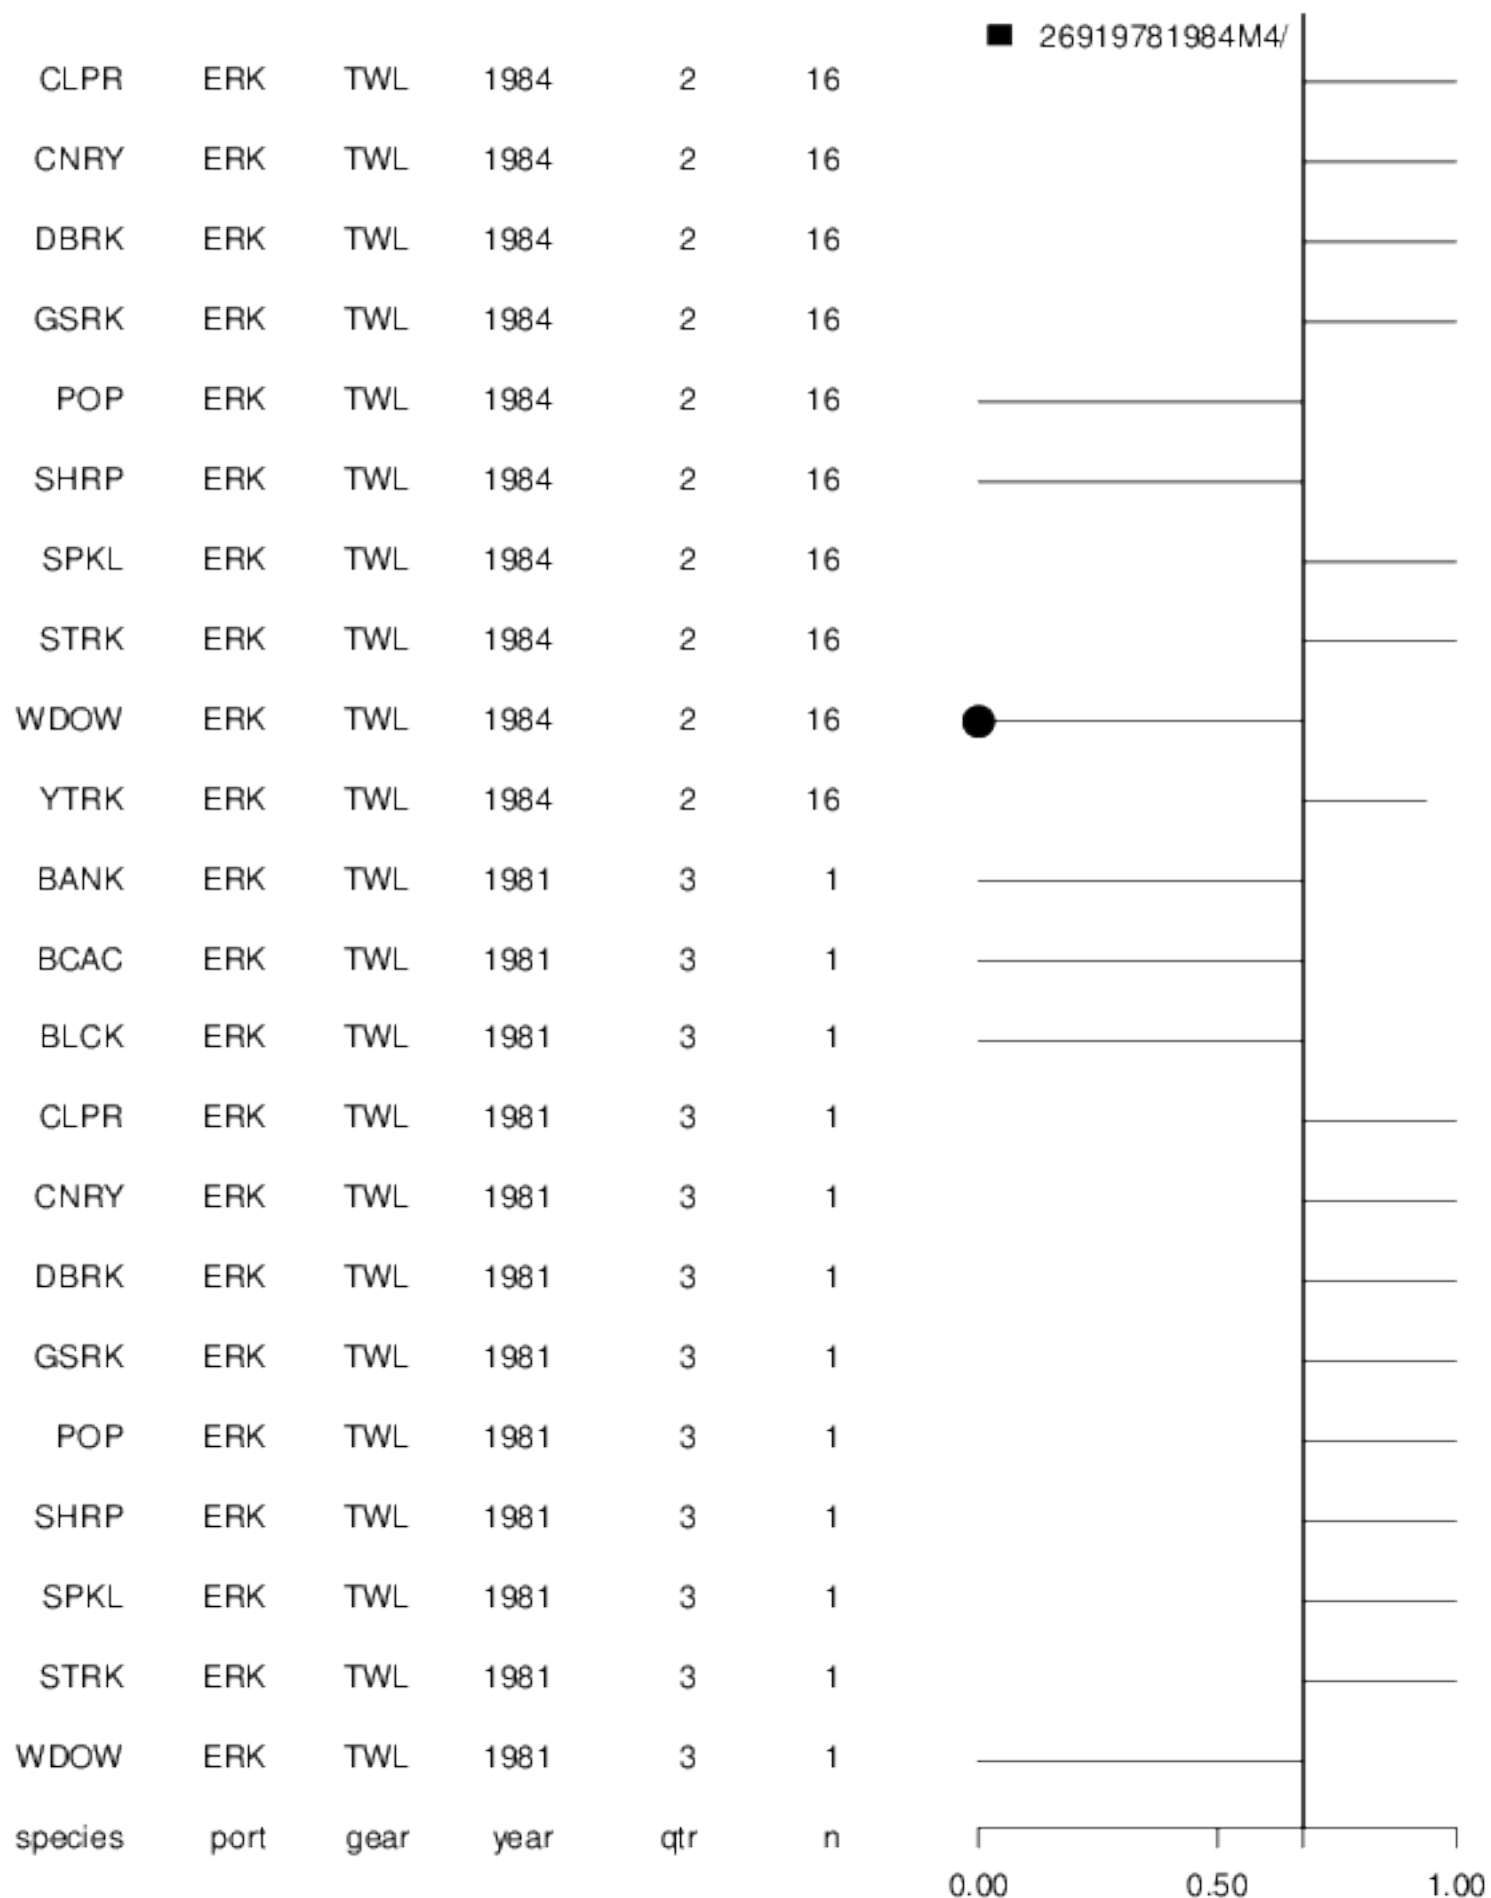 26919781984M4/
CLPR ERK TWL 1984 2 16
CNRY ERK TWL 1984 2 16
DBRK ERK TWL 1984 2 16
GSRK ERK TWL 1984 2 16
POP ERK TWL 1984 2 16
SHRP ERK TWL 1984 2 16
SPKL ERK TWL 1984 2 16
STRK ERK TWL 1984 2 16
WDOW ERK TWL 1984 2 16
YTRK ERK TWL 1984 2 16
BANK ERK TWL 1981 3 1
BCAC ERK TWL 1981 3 1
BLCK ERK TWL 1981 3 1
CLPR ERK TWL 1981 3 1
CNRY ERK TWL 1981 3 1
DBRK ERK TWL 1981 3 1
GSRK ERK TWL 1981 3 1
POP ERK TWL 1981 3 1
SHRP ERK TWL 1981 3 1
SPKL ERK TWL 1981 3 1
STRK ERK TWL 1981 3 1
WDOW ERK TWL 1981 3 1
species port gear year qtr n
0.00 0.50 1.00